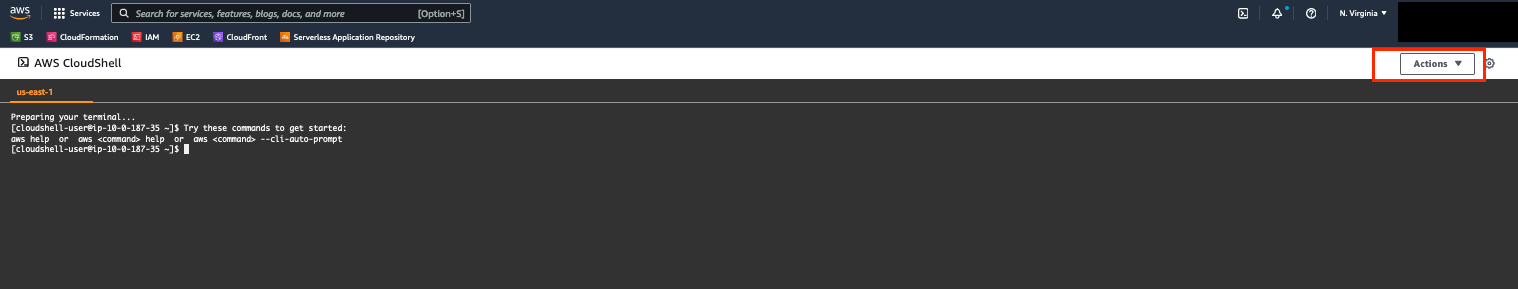 aws Services Search for services, features, blogs, docs, and more [Option+S] N. Virginia
S3 CloudFormation IAM EC2 CloudFront Serverless Application Repository
AWS CloudShell Actions
us-east-1
Preparing your terminal...
[cloudshell-user@ip-10-0-187-35 ~]$ Try these commands to get started:
aws help  or  aws <command> help  or  aws <command> --cli-auto-prompt
[cloudshell-user@ip-10-0-187-35 ~]$